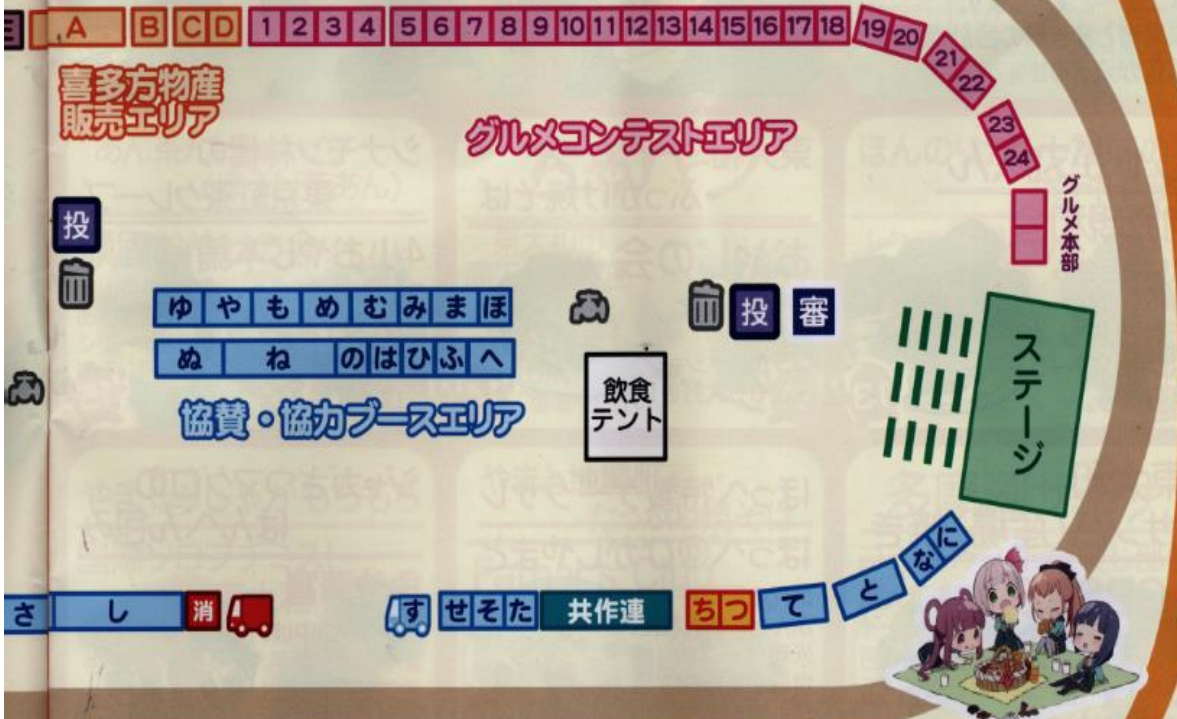 E
A
B
C D
1 2 3 4
5 6 7 8 9 10 11 12 13 14 15 16 17 18
19 20
21
22
23
24
喜多方物産
販売エリア
グルメコンテストエリア
グルメ本部
投
ゆ や も め む み ま ほ
ぬ ね の は ひ ふ へ
投
審
飲食
テント
ステージ
協賛・協力ブースエリア
さ
し
消
す
せ そ た
共作連
ち つ
て
と
な に